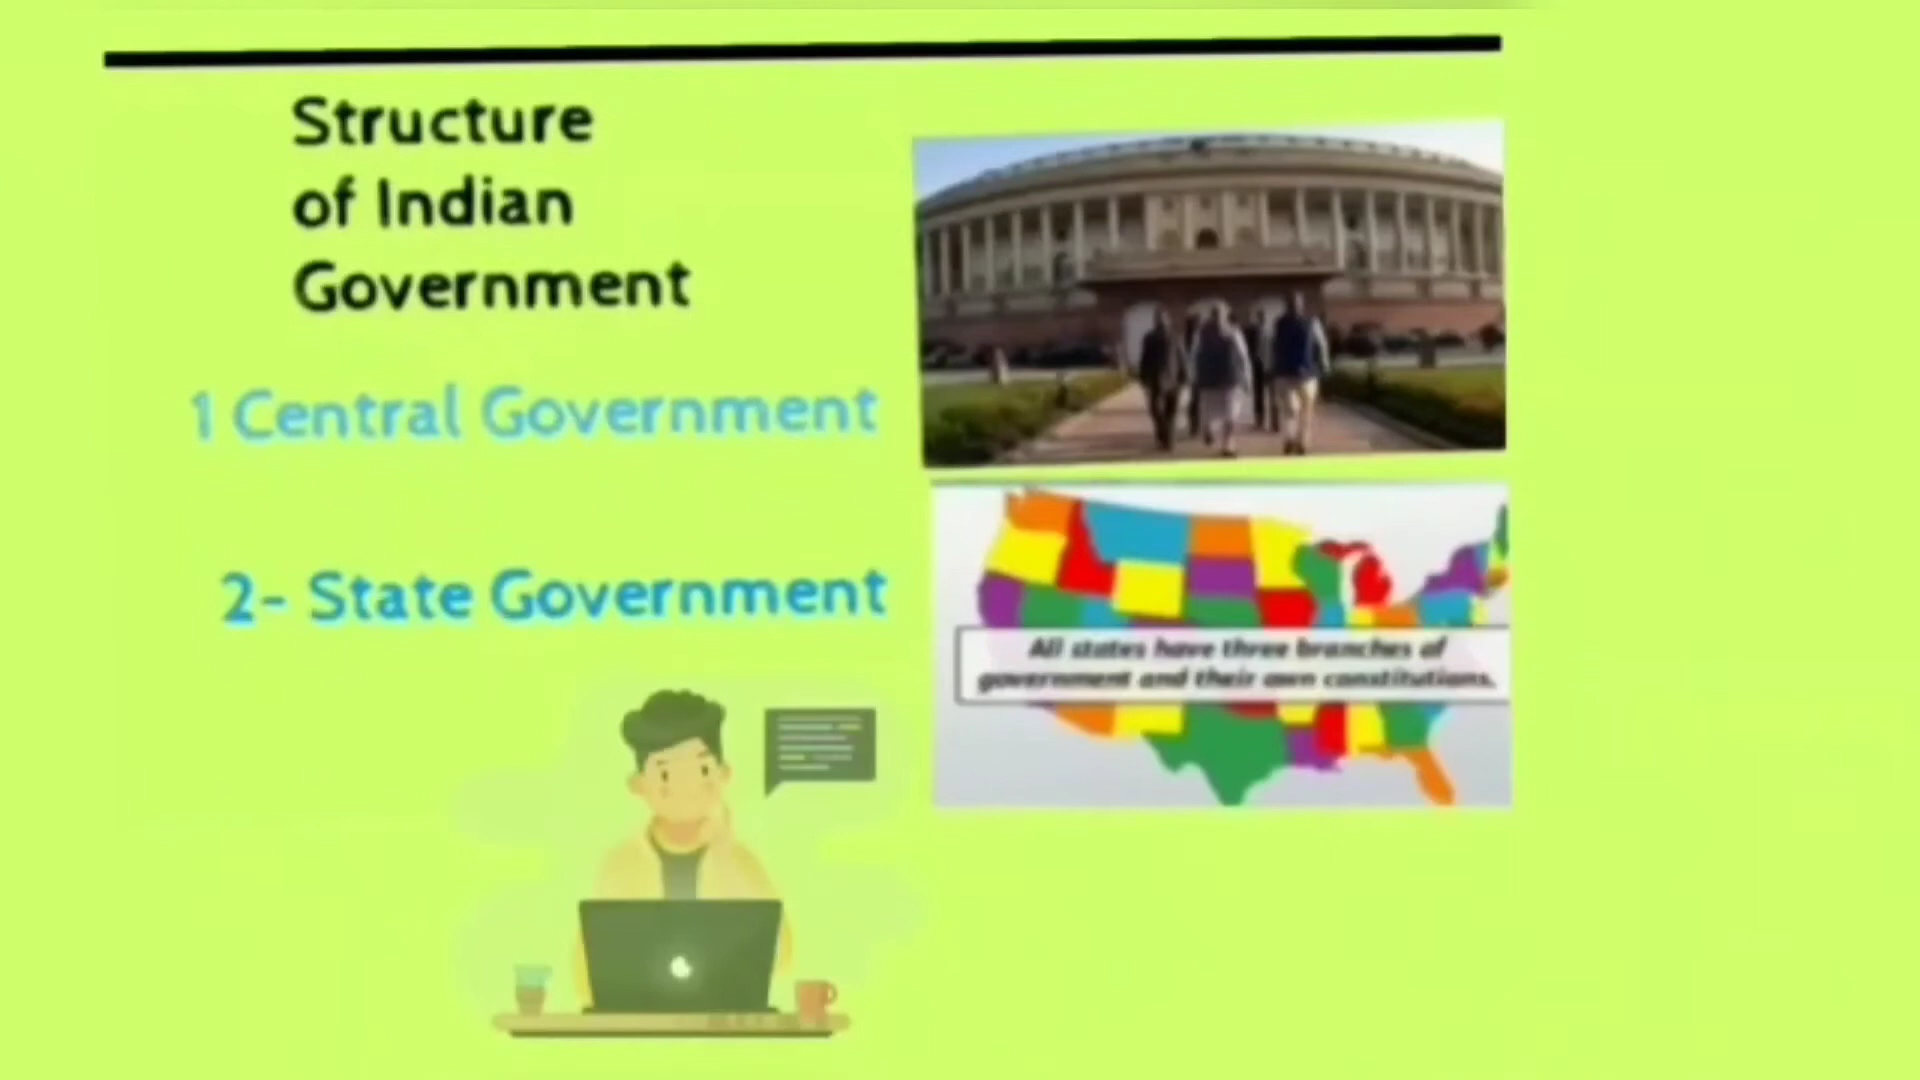 Structure
of Indian
Government
1 Central Government
2- State Government
All states have three branches of
government and their own constitutions.